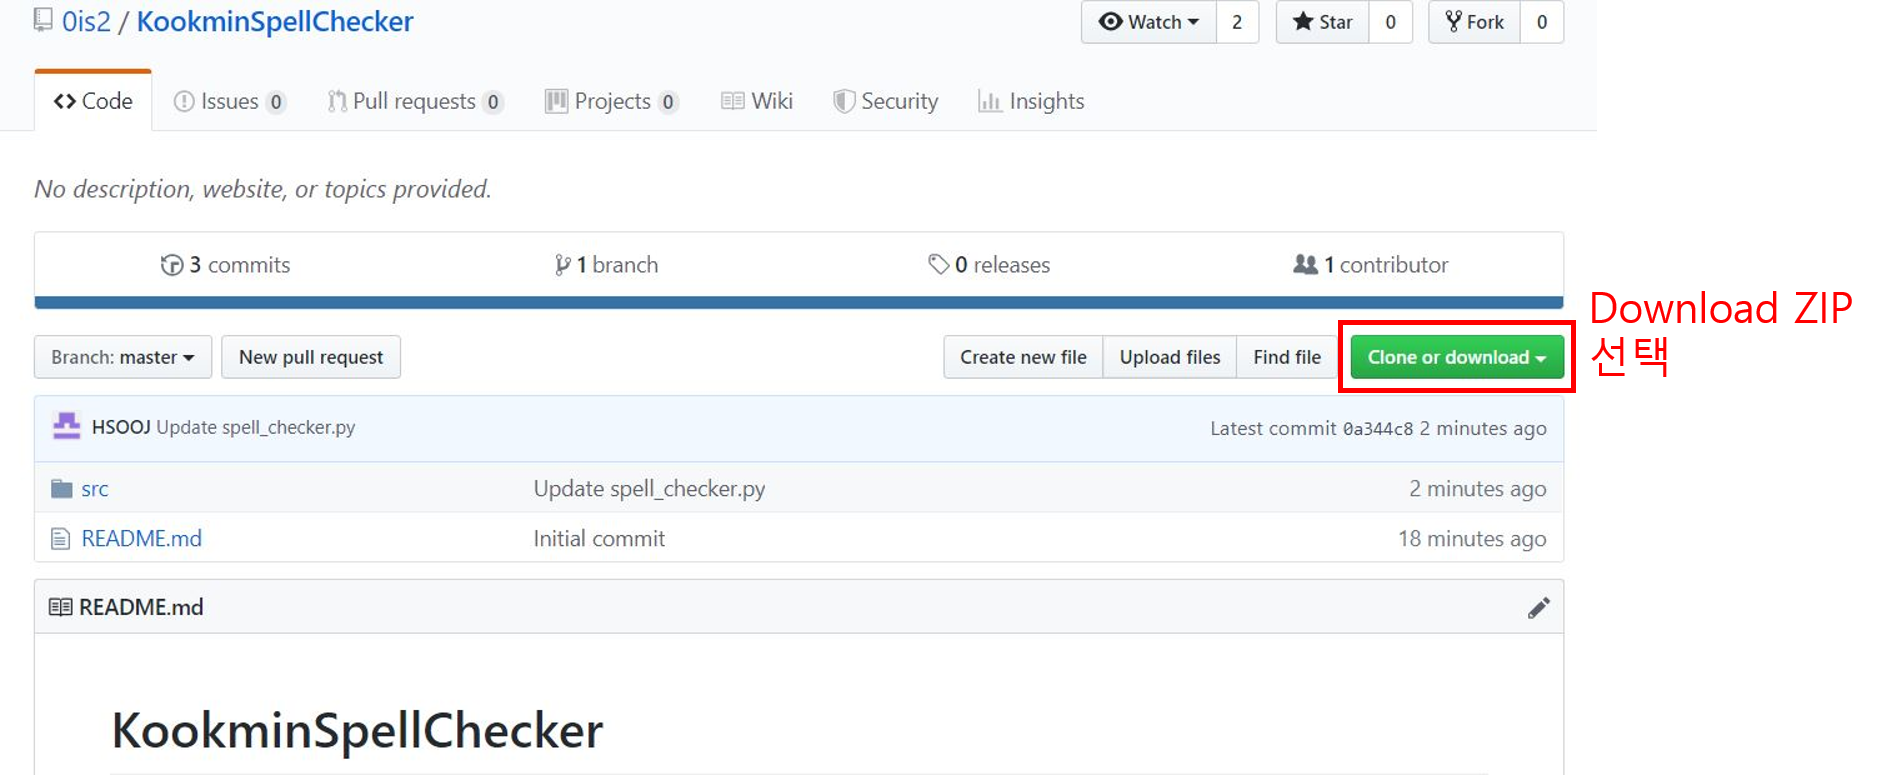 0is2 / KookminSpellChecker
Watch 2 Star 0 Fork 0
Code Issues 0 Pull requests 0 Projects 0 Wiki Security Insights
No description, website, or topics provided.
3 commits 1 branch 0 releases 1 contributor
Download ZIP
선택
Branch: master New pull request Create new file Upload files Find file Clone or download
HSOOJ Update spell_checker.py Latest commit 0a344c8 2 minutes ago
src Update spell_checker.py 2 minutes ago
README.md Initial commit 18 minutes ago
README.md
KookminSpellChecker